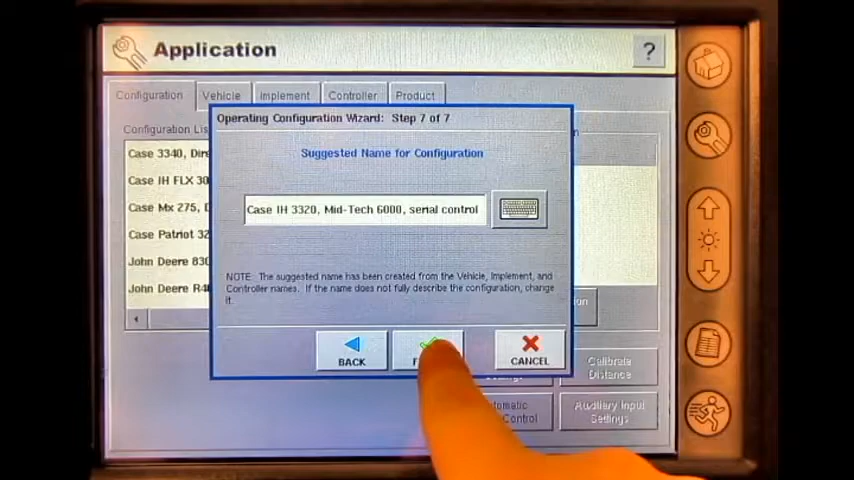 Application
?
Configuration Vehicle Implement Controller Product
Configuration Lis
Case 3340, Dire
Case IH FLX 30
Case Mx 275, D
Case Patriot 32
John Deere 830
John Deere R4
Operating Configuration Wizard: Step 7 of 7
Suggested Name for Configuration
Case IH 3320, Mid-Tech 6000, serial control
NOTE: The suggested name has been created from the Vehicle, Implement, and
Controller names. If the name does not fully describe the configuration, change
it.
BACK
CANCEL
Calibrate
Distance
Auxiliary Input
Settings